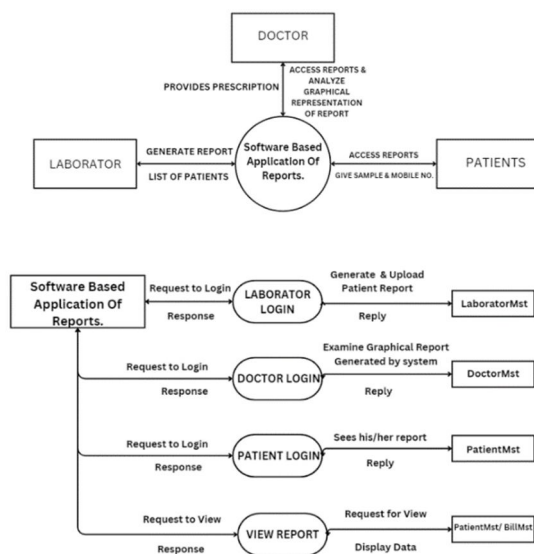 DOCTOR
PROVIDES PRESCRIPTION
ACCESS REPORTS &
ANALYZE
GRAPHICAL
REPRESENTATION
OF REPORT
LABORATOR
GENERATE REPORT
LIST OF PATIENTS
Software Based
Application Of
Reports.
ACCESS REPORTS
GIVE SAMPLE & MOBILE NO.
PATIENTS
Software Based
Application Of
Reports.
Request to Login
Response
LABORATOR
LOGIN
Generate & Upload
Patient Report
Reply
LaboratorMst
Request to Login
Response
DOCTOR LOGIN
Examine Graphical Report
Generated by system
Reply
DoctorMst
Request to Login
Response
PATIENT LOGIN
Sees his/her report
Reply
PatientMst
Request to View
Response
VIEW REPORT
Request for View
Display Data
PatientMst/ BillMst